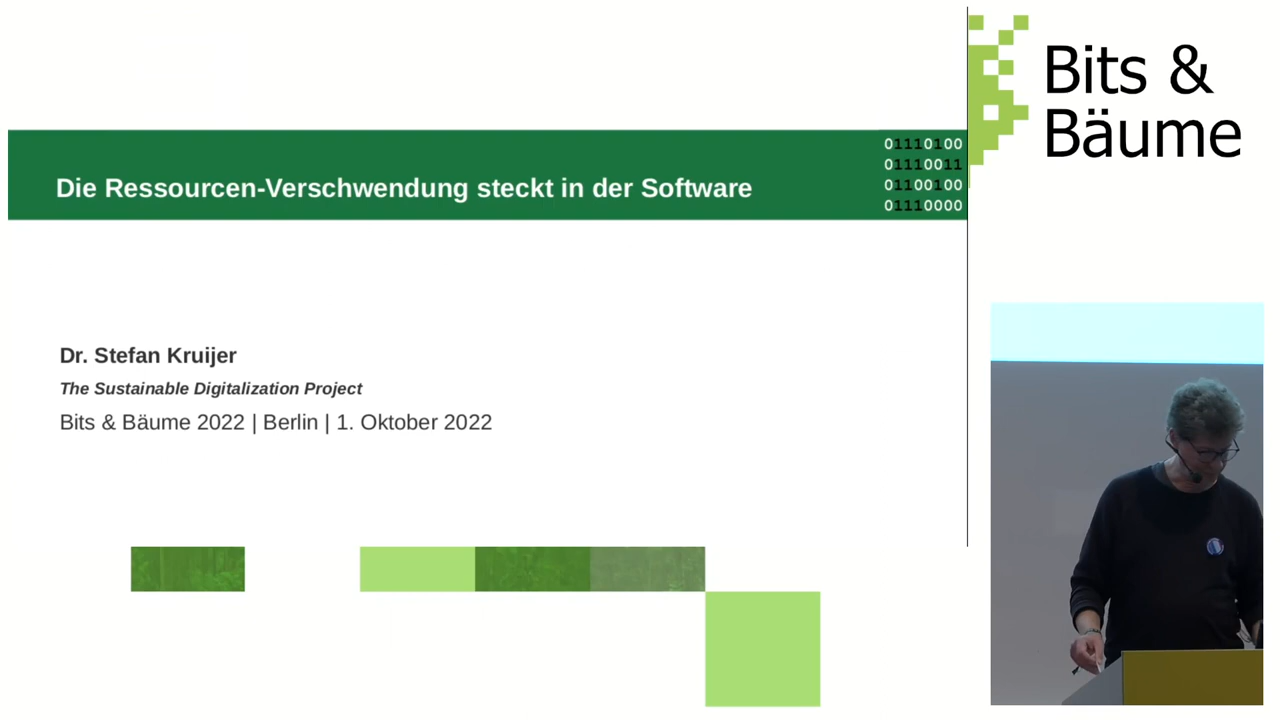 Bits &
Bäume
01110100
01110011
01100100
01110000
Die Ressourcen-Verschwendung steckt in der Software
Dr. Stefan Kruijer
The Sustainable Digitalization Project
Bits & Bäume 2022 | Berlin | 1. Oktober 2022